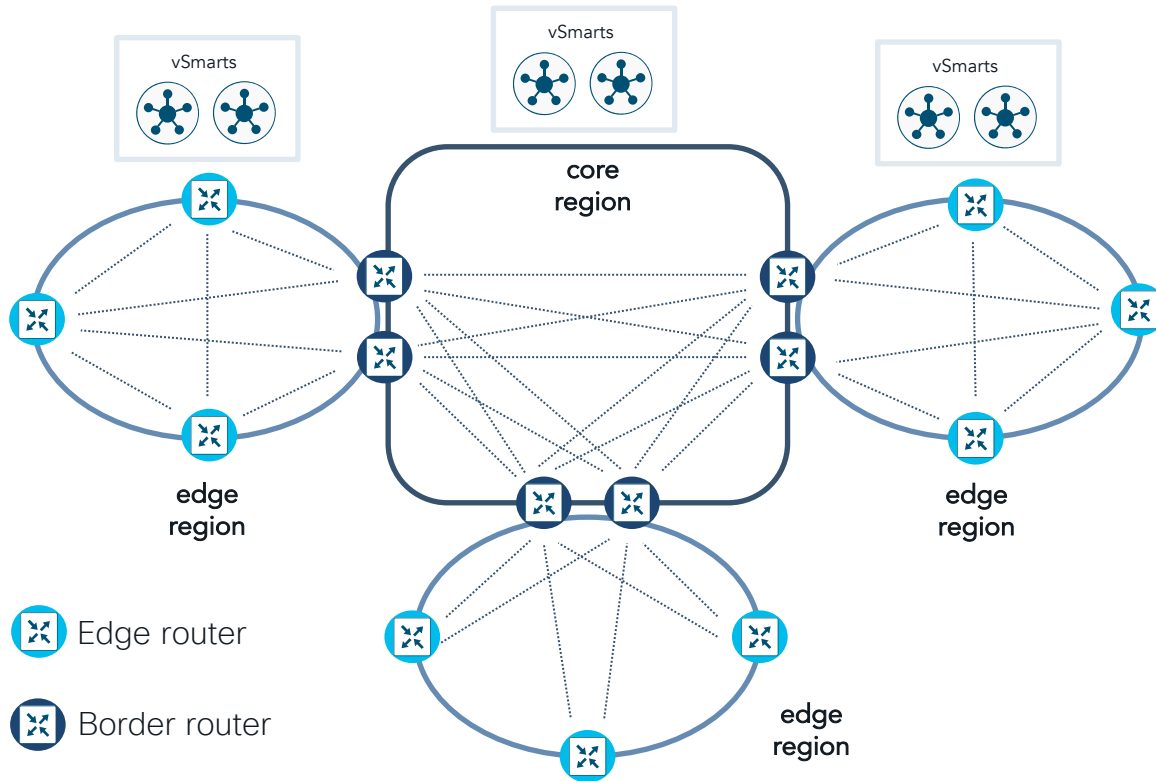 vSmarts
vSmarts
vSmarts
core
region
edge
region
edge
region
Edge router
Border router
edge
region